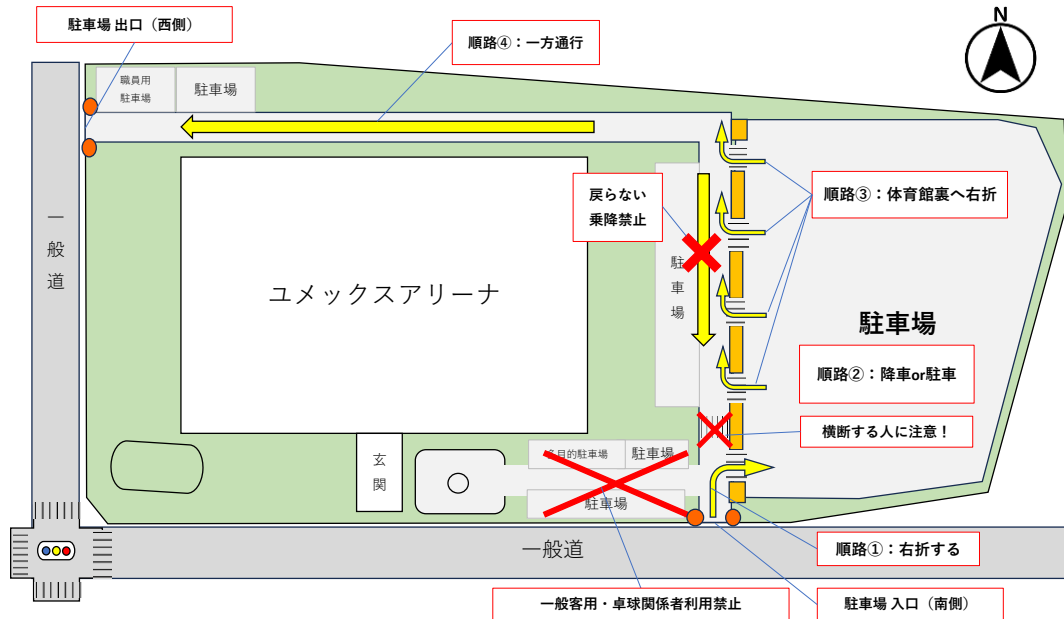 駐車場 出口（西側）
順路④：一方通行
N
職員用
駐車場
駐車場
戻らない
乗降禁止
順路③：体育館裏へ右折
一般道
駐車場
ユメックスアリーナ
駐車場
順路②：降車or駐車
横断する人に注意！
玄関
多目的駐車場
駐車場
駐車場
一般道
順路①：右折する
一般客用・卓球関係者利用禁止
駐車場 入口（南側）